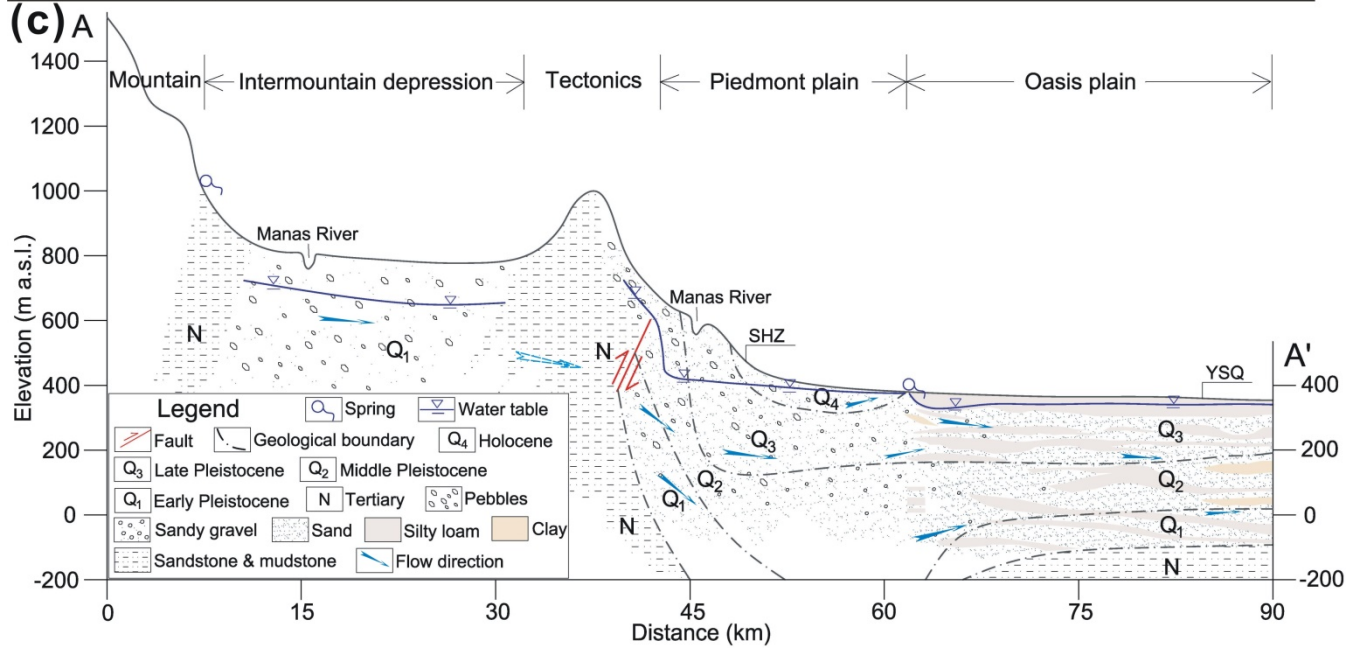 (c) A
1400
1200
1000
800
600
400
200
0
-200
Elevation (m a.s.l.)
Mountain Intermountain depression Tectonics Piedmont plain Oasis plain
Manas River
Manas River
SHZ
YSQ
A'
400
200
0
-200
N
Q1
N
Q4
Q3
Q2
Q1
N
Q3
Q2
Q1
N
Legend
Spring Water table
Fault Geological boundary Q4 Holocene
Q3 Late Pleistocene Q2 Middle Pleistocene
Q1 Early Pleistocene N Tertiary Pebbles
Sandy gravel Sand Silty loam Clay
Sandstone & mudstone Flow direction
0 15 30 45 60 75 90
Distance (km)